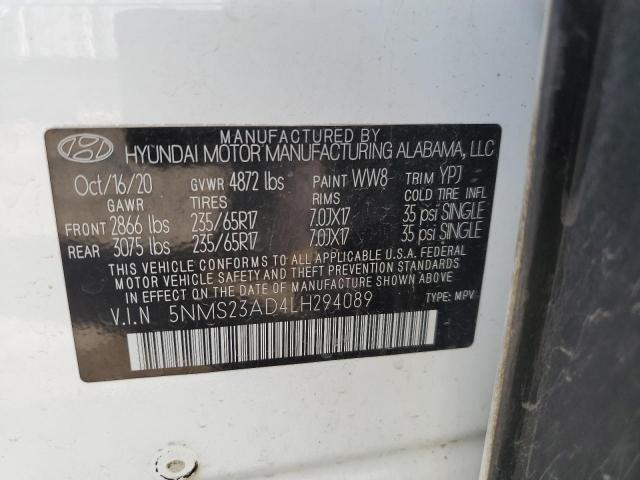 MANUFACTURED BY
HYUNDAI MOTOR MANUFACTURING ALABAMA, LLC
Oct/16/20 GVWR 4872 lbs PAINT WW8 TRIM YPJ
GAWR TIRES RIMS COLD TIRE INFL
FRONT 2866 lbs 235/65R17 7.0JX17 35 psi SINGLE
REAR 3075 lbs 235/65R17 7.0JX17 35 psi SINGLE
THIS VEHICLE CONFORMS TO ALL APPLICABLE U.S.A. FEDERAL
MOTOR VEHICLE SAFETY AND THEFT PREVENTION STANDARDS IN
EFFECT ON THE DATE OF MANUFACTURE SHOWN ABOVE.
V.I.N 5NMS23AD4LH294089 TYPE: MPV